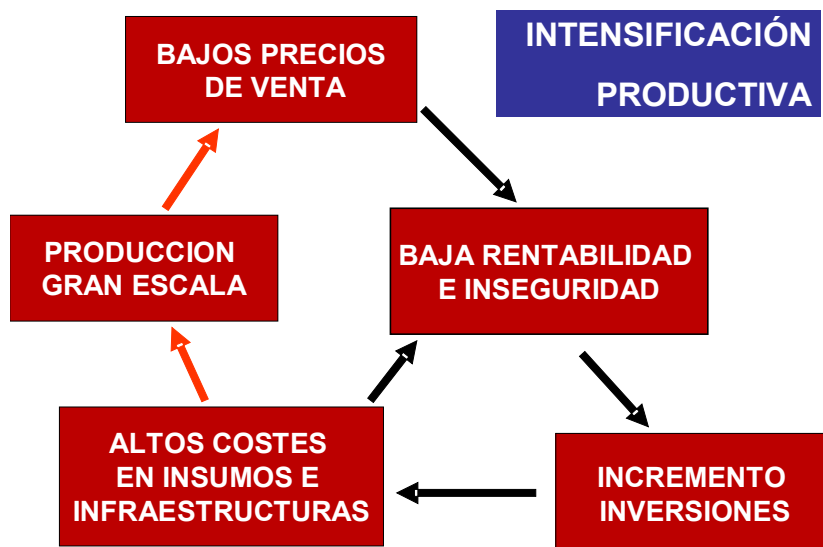 INTENSIFICACIÓN
PRODUCTIVA
BAJOS PRECIOS
DE VENTA
PRODUCCION
GRAN ESCALA
BAJA RENTABILIDAD
E INSEGURIDAD
ALTOS COSTES
EN INSUMOS E
INFRAESTRUCTURAS
INCREMENTO
INVERSIONES